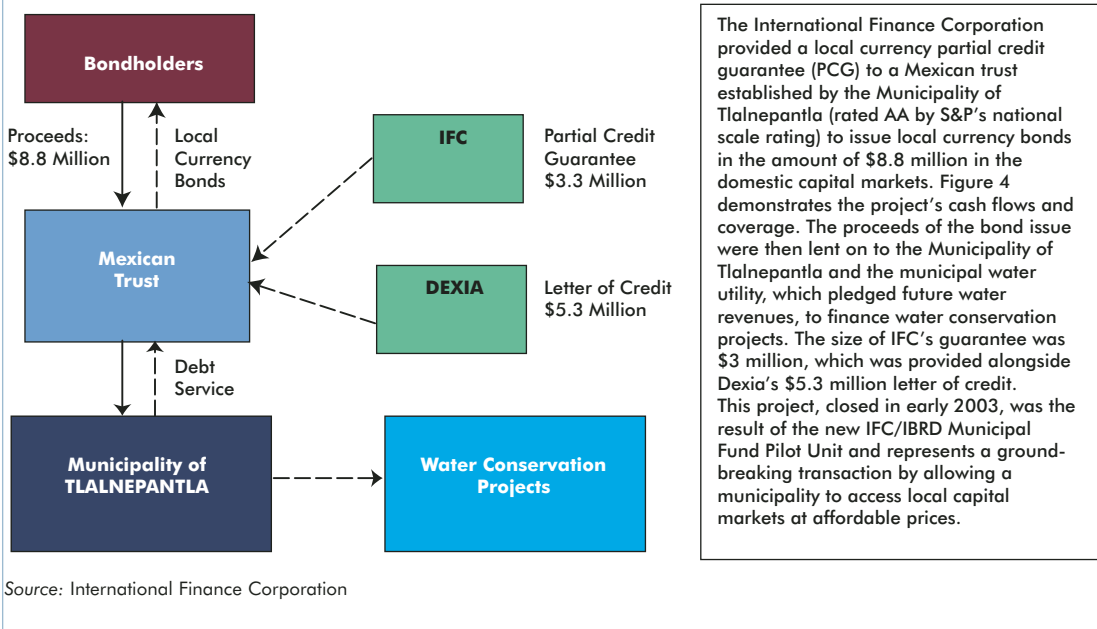 Bondholders
Proceeds:
$8.8 Million
Local
Currency
Bonds
IFC
Partial Credit
Guarantee
$3.3 Million
Mexican
Trust
DEXIA
Letter of Credit
$5.3 Million
Debt
Service
Municipality of
TLALNEPANTLA
Water Conservation
Projects
Source: International Finance Corporation
The International Finance Corporation
provided a local currency partial credit
guarantee (PCG) to a Mexican trust
established by the Municipality of
Tlalnepantla (rated AA by S&P's national
scale rating) to issue local currency bonds
in the amount of $8.8 million in the
domestic capital markets. Figure 4
demonstrates the project's cash flows and
coverage. The proceeds of the bond issue
were then lent on to the Municipality of
Tlalnepantla and the municipal water
utility, which pledged future water
revenues, to finance water conservation
projects. The size of IFC's guarantee was
$3 million, which was provided alongside
Dexia's $5.3 million letter of credit.
This project, closed in early 2003, was the
result of the new IFC/IBRD Municipal
Fund Pilot Unit and represents a ground-
breaking transaction by allowing a
municipality to access local capital
markets at affordable prices.